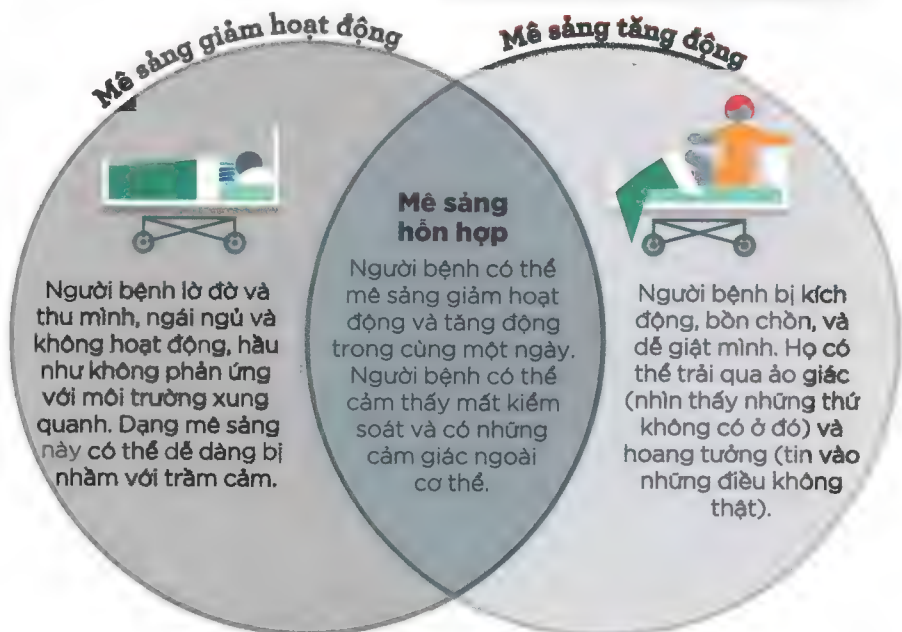 Mê sảng giảm hoạt động
Mê sảng tăng động
Người bệnh lờ đờ và
thu mình, ngái ngủ và
không hoạt động, hầu
như không phản ứng
với môi trường xung
quanh. Dạng mê sảng
này có thể dễ dàng bị
nhầm với trầm cảm.
Mê sảng
hỗn hợp
Người bệnh có thể
mê sảng giảm hoạt
động và tăng động
trong cùng một ngày.
Người bệnh có thể
cảm thấy mất kiểm
soát và có những
cảm giác ngoài
cơ thể.
Người bệnh bị kích
động, bồn chồn, và
dễ giật mình. Họ có
thể trải qua ảo giác
(nhìn thấy những thứ
không có ở đó) và
hoang tưởng (tin vào
những điều không
thật).